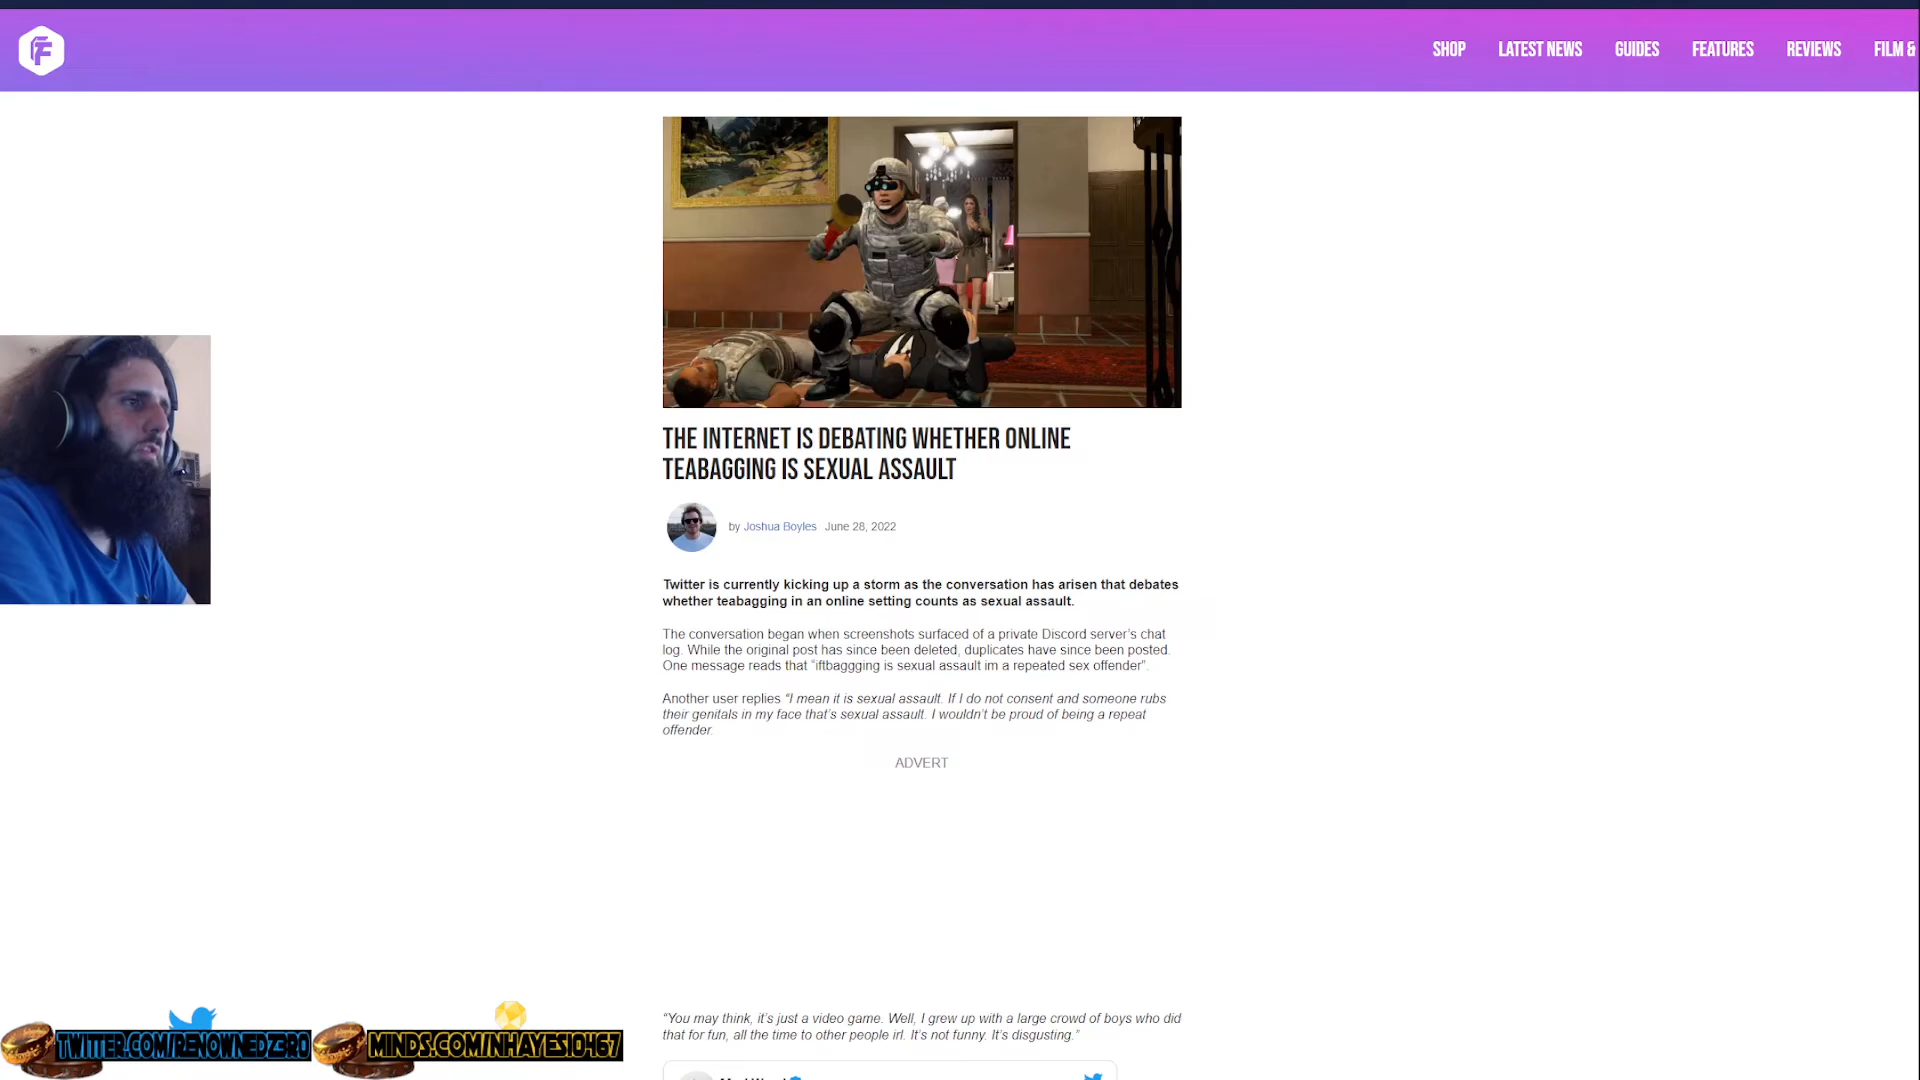 SHOP LATEST NEWS GUIDES FEATURES REVIEWS FILM &
THE INTERNET IS DEBATING WHETHER ONLINE
TEABAGGING IS SEXUAL ASSAULT
by Joshua Boyles June 28, 2022
Twitter is currently kicking up a storm as the conversation has arisen that debates
whether teabagging in an online setting counts as sexual assault.
The conversation began when screenshots surfaced of a private Discord server's chat
log. While the original post has since been deleted, duplicates have since been posted.
One message reads that “iftbaggging is sexual assault im a repeated sex offender”.
Another user replies “I mean it is sexual assault. If I do not consent and someone rubs
their genitals in my face that's sexual assault. I wouldn't be proud of being a repeat
offender.
ADVERT
“You may think, it's just a video game. Well, I grew up with a large crowd of boys who did
that for fun, all the time to other people irl. It's not funny. It's disgusting.”
TWITTER.COM/RENOWNEDZ3R0 MINDS.COM/NHAYES10467